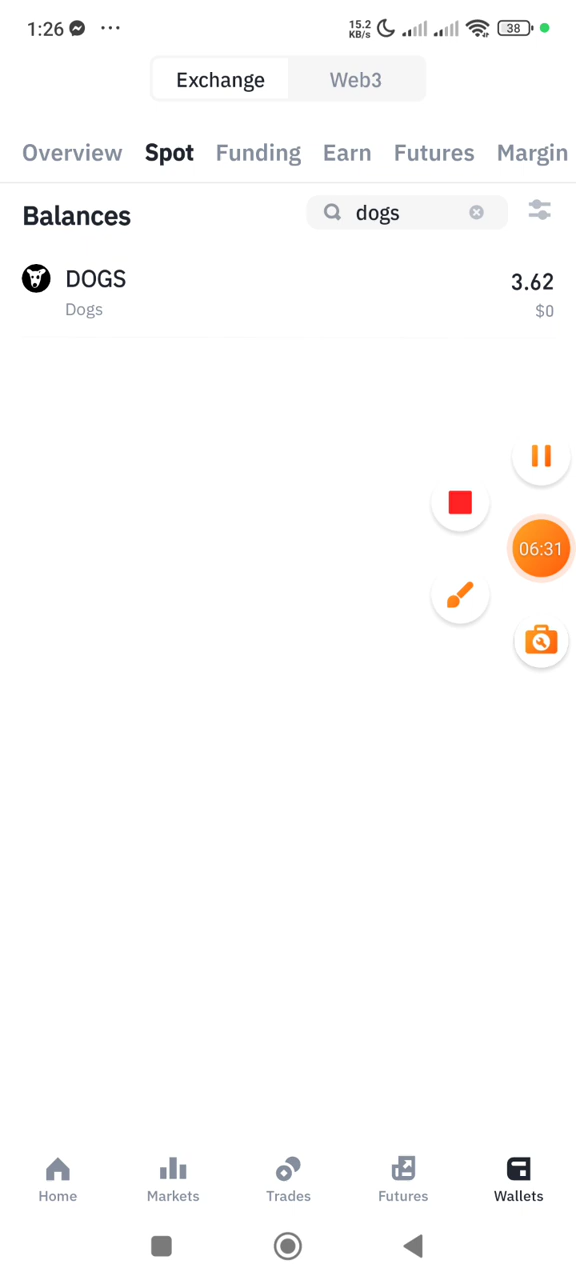 1:26 ... 15.2 KB/s 38
Exchange Web3
Overview Spot Funding Earn Futures Margin
Balances dogs
DOGS 3.62
Dogs $0
06:31
Home Markets Trades Futures Wallets